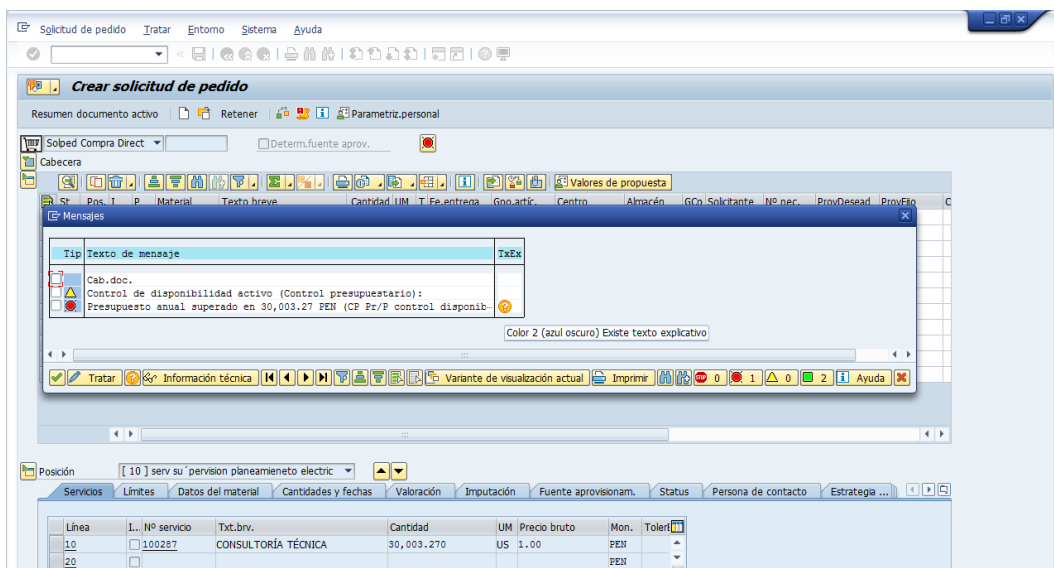 Solicitud de pedido Tratar Entorno Sistema Ayuda
Crear solicitud de pedido
Resumen documento activo Retener Parametriz.personal
Solped Compra Direct Determ.fuente aprov.
Cabecera
Valores de propuesta
St Pos. I P Material Texto breve Cantidad UM T Fe.entrega Gpo.artíc. Centro Almacén GCp Solicitante Nº nec. ProvDesead ProvFijo
Mensajes
Tip Texto de mensaje TxEx
Cab.doc.
Control de disponibilidad activo (Control presupuestario):
Presupuesto anual superado en 30,003.27 PEN (CP Pr/P control disponib-
Color 2 (azul oscuro) Existe texto explicativo
Tratar Información técnica Variante de visualización actual Imprimir STOP 0 1 0 2 Ayuda
Posición [ 10 ] serv su´pervision planeamieneto electric
Servicios Límites Datos del material Cantidades y fechas Valoración Imputación Fuente aprovisionam. Status Persona de contacto Estrategia ...
Línea I... Nº servicio Txt.brv. Cantidad UM Precio bruto Mon.
10 100287 CONSULTORÍA TÉCNICA 30,003.270 US 1.00 PEN
20 PEN